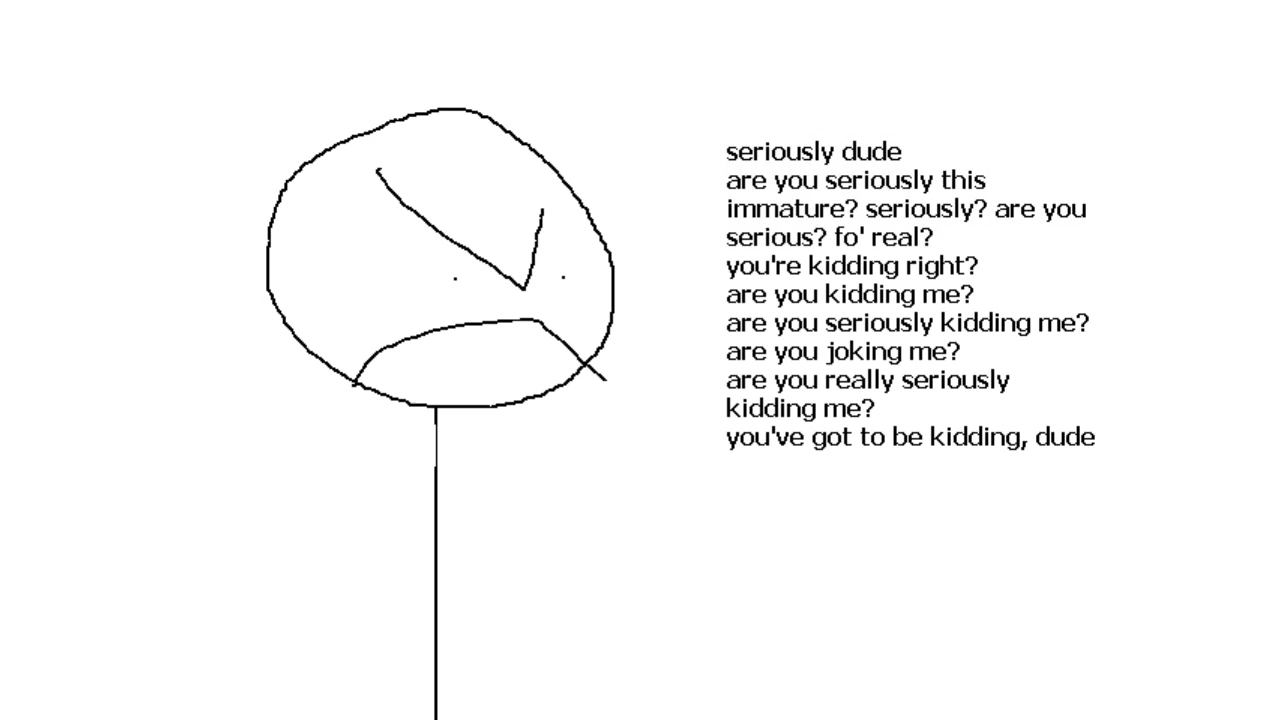 seriously dude
are you seriously this
immature? seriously? are you
serious? fo' real?
you're kidding right?
are you kidding me?
are you seriously kidding me?
are you joking me?
are you really seriously
kidding me?
you've got to be kidding, dude